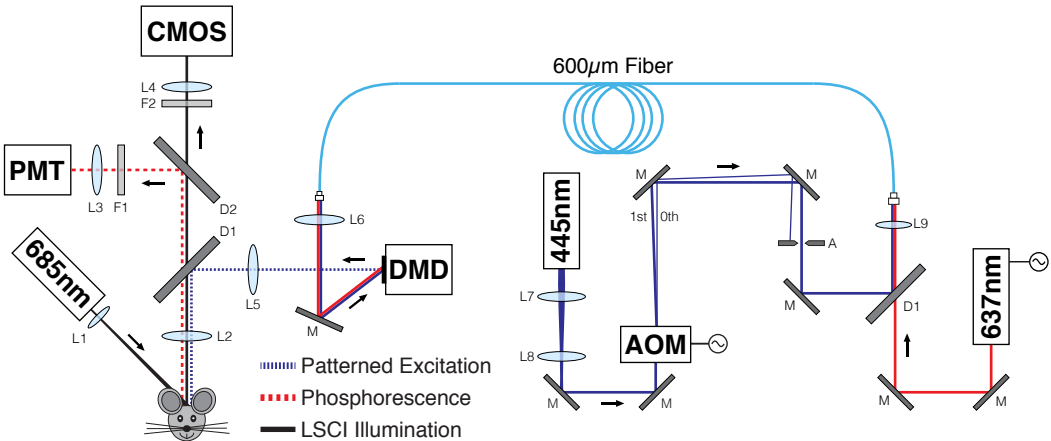 CMOS
L4
F2
PMT
L3
F1
D2
D1
685nm
L1
L2
L5
L6
M
DMD
600µm Fiber
445nm
L7
L8
M
AOM
M
M
1st
0th
M
A
M
L9
D1
637nm
M
M
Patterned Excitation
Phosphorescence
LSCI Illumination